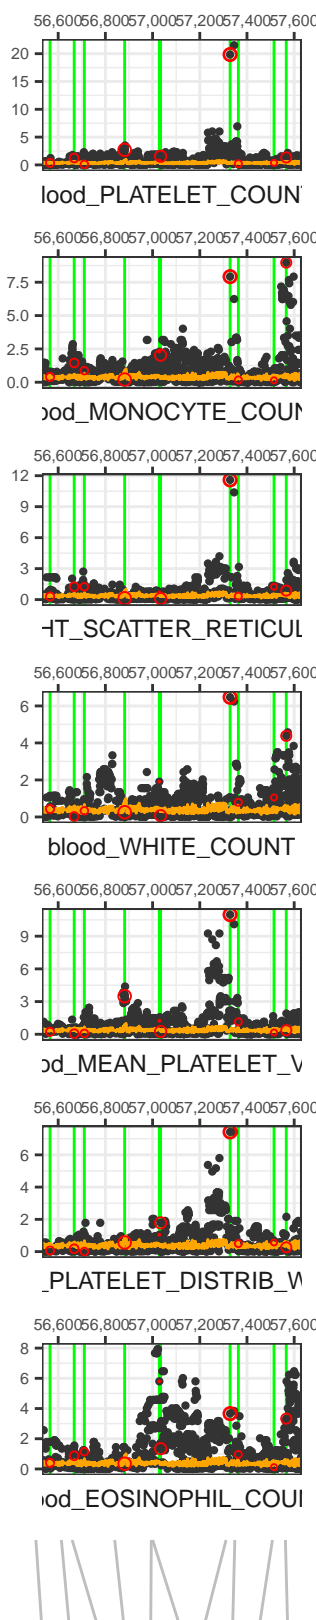 56,600 56,800 57,000 57,200 57,400 57,600
20
15
10
5
0
lood_PLATELET_COUN
56,600 56,800 57,000 57,200 57,400 57,600
7.5
5.0
2.5
0.0
ood_MONOCYTE_COUN
56,600 56,800 57,000 57,200 57,400 57,600
12
9
6
3
0
HT_SCATTER_RETICUL
56,600 56,800 57,000 57,200 57,400 57,600
6
4
2
0
blood_WHITE_COUNT
56,600 56,800 57,000 57,200 57,400 57,600
9
6
3
0
od_MEAN_PLATELET_V
56,600 56,800 57,000 57,200 57,400 57,600
6
4
2
0
_PLATELET_DISTRIB_W
56,600 56,800 57,000 57,200 57,400 57,600
8
6
4
2
0
ood_EOSINOPHIL_COU